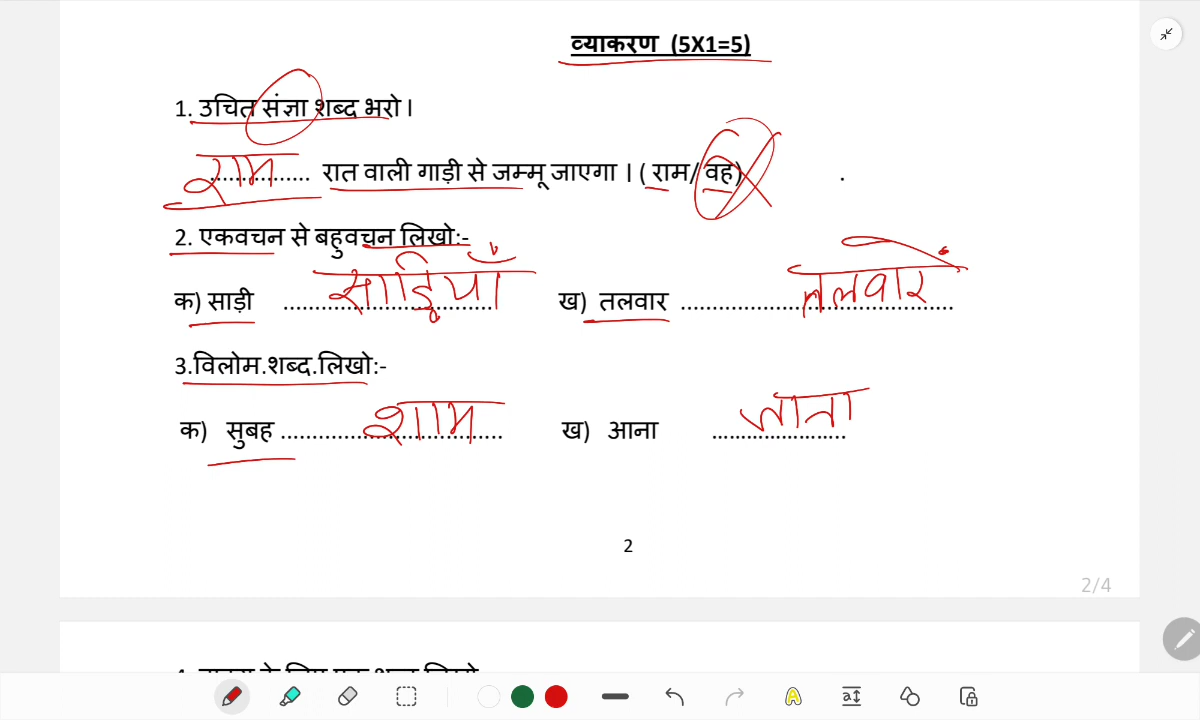 व्याकरण (5X1=5)
1. उचित संज्ञा शब्द भरो।
राम ................ रात वाली गाड़ी से जम्मू जाएगा। ( राम/ वह) .
2. एकवचन से बहुवचन लिखो:-
क) साड़ी ................................. साड़ियाँ ख) तलवार ........................................... तलवारें
3.विलोम.शब्द.लिखो:-
क) सुबह ................................... शाम ख) आना ...................... जाना
2
2/4